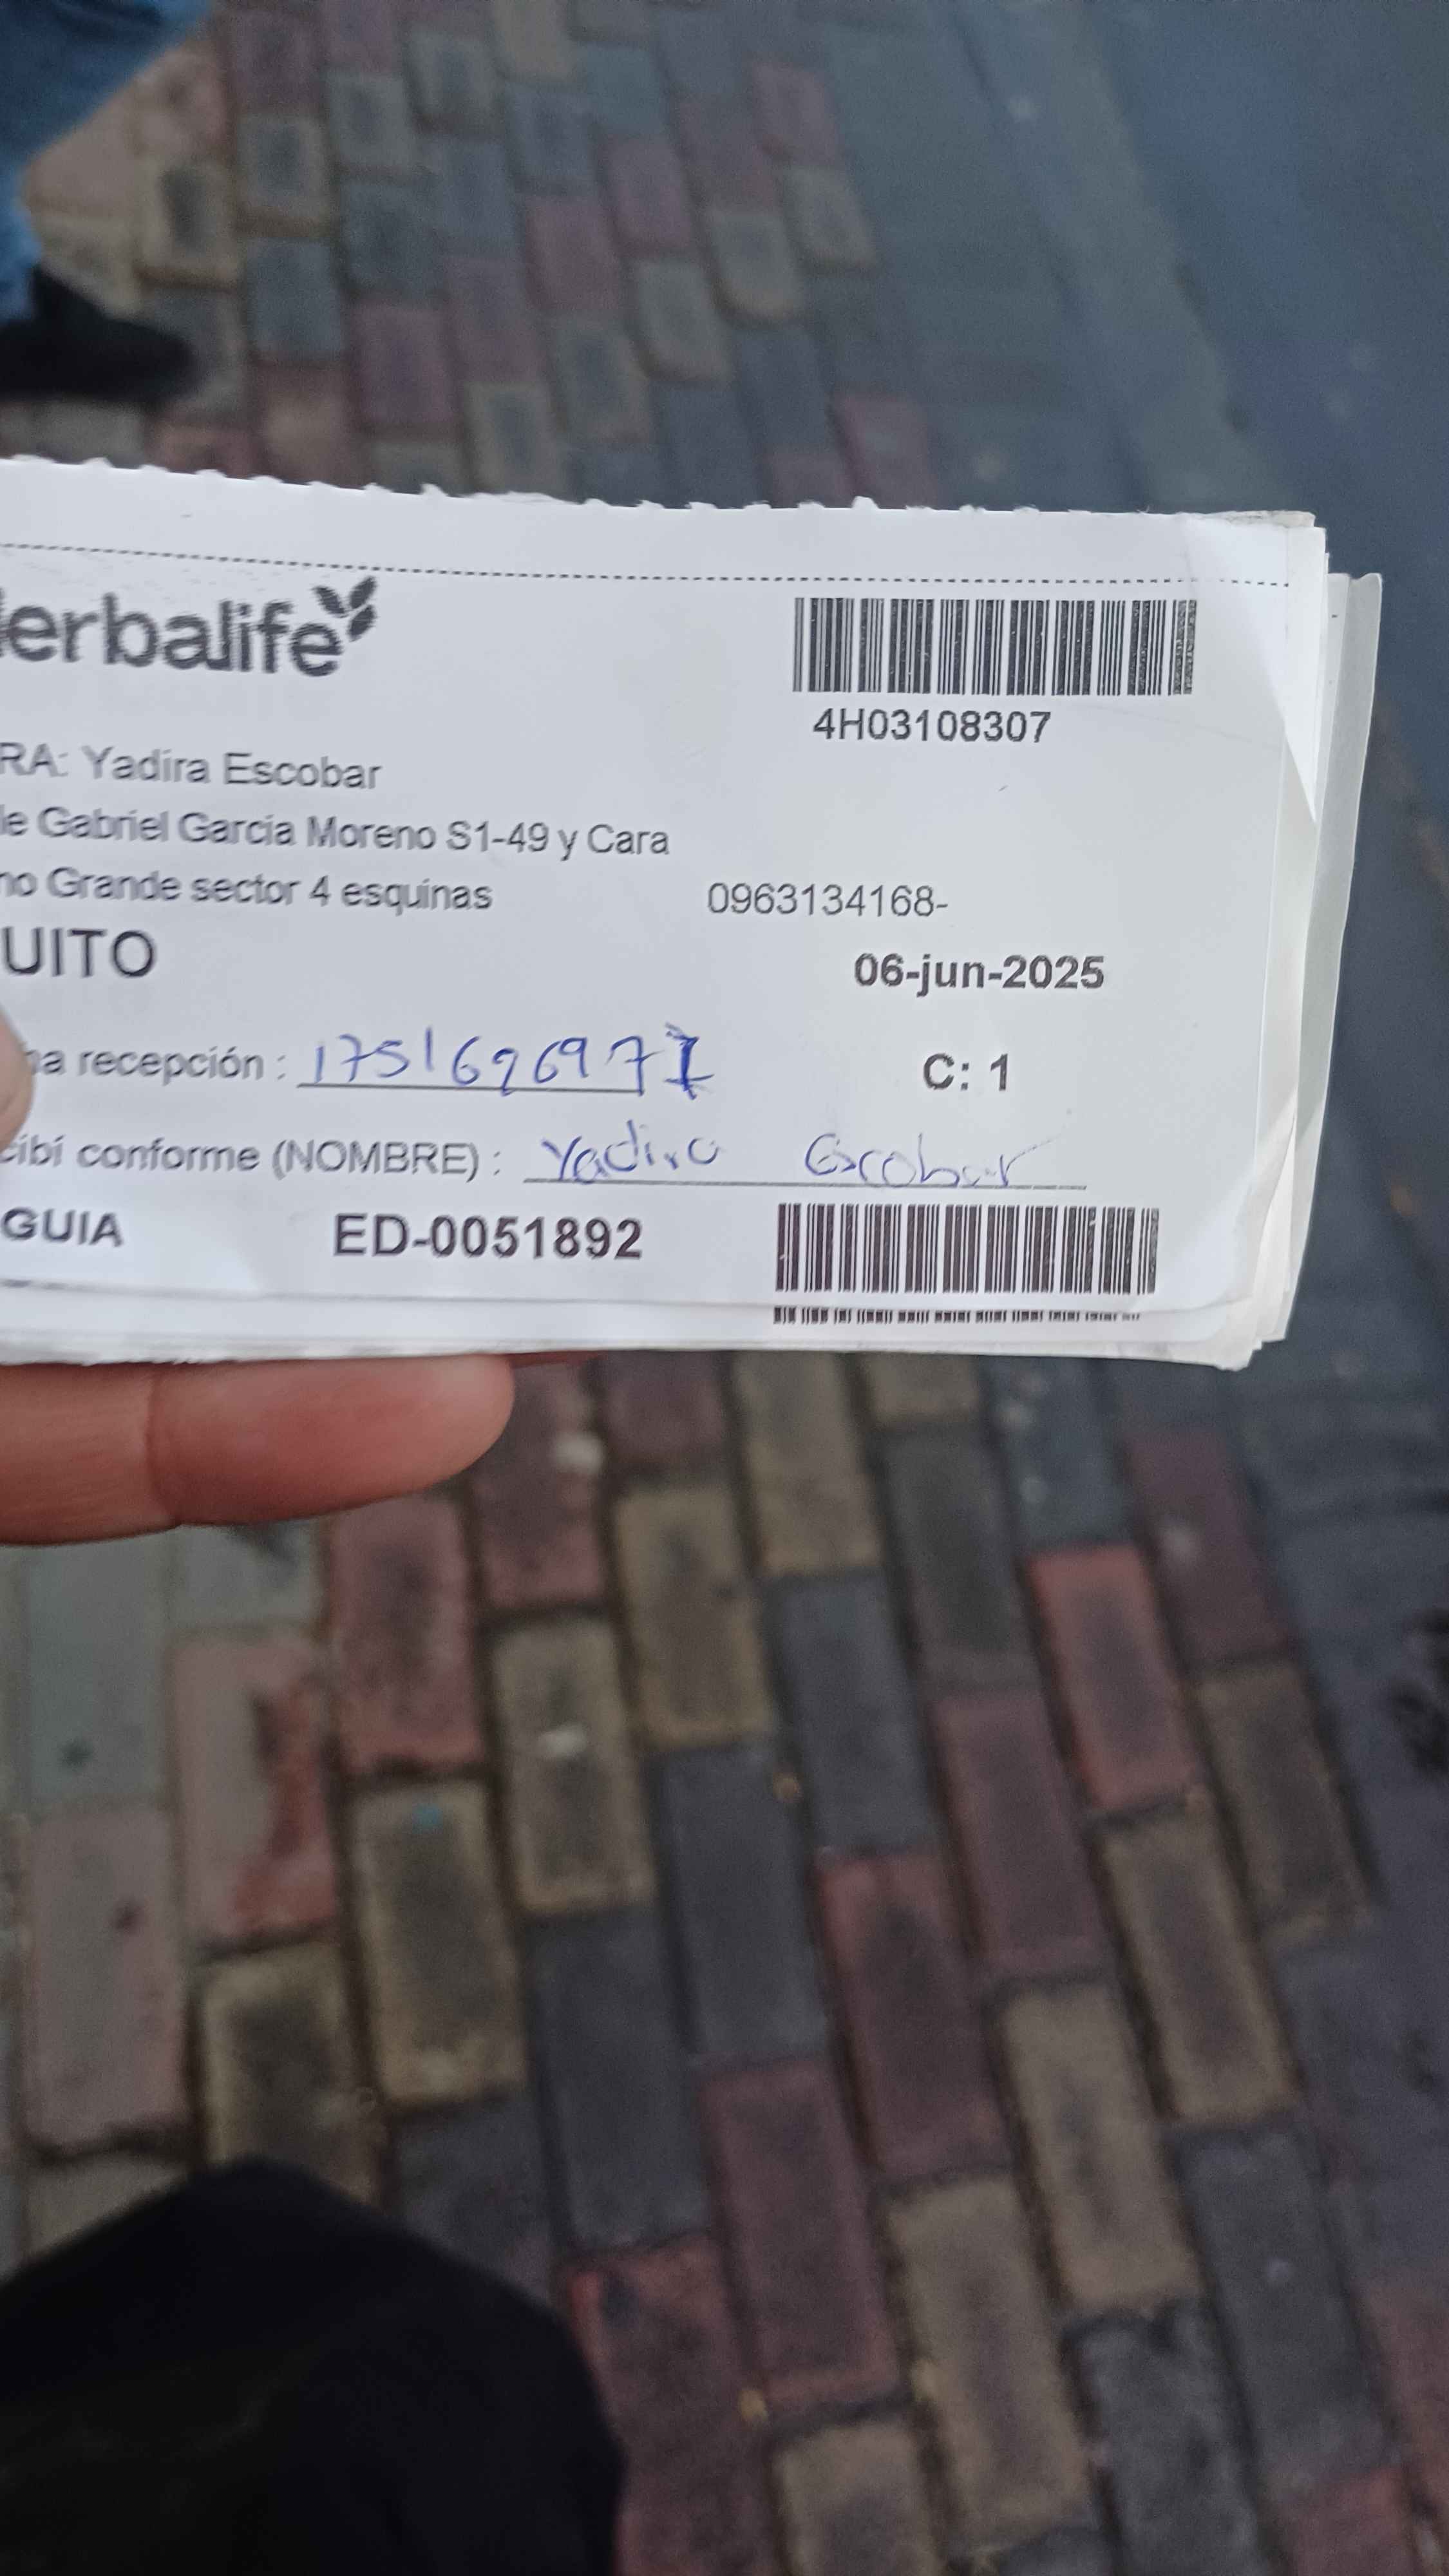 erbalife
4H03108307
RA: Yadira Escobar
le Gabriel Garcia Moreno S1-49 y Cara
no Grande sector 4 esquinas 0963134168-
UITO 06-jun-2025
a recepción : 1751696971 C: 1
cibí conforme (NOMBRE) : Yadira Escobar
GUIA ED-0051892